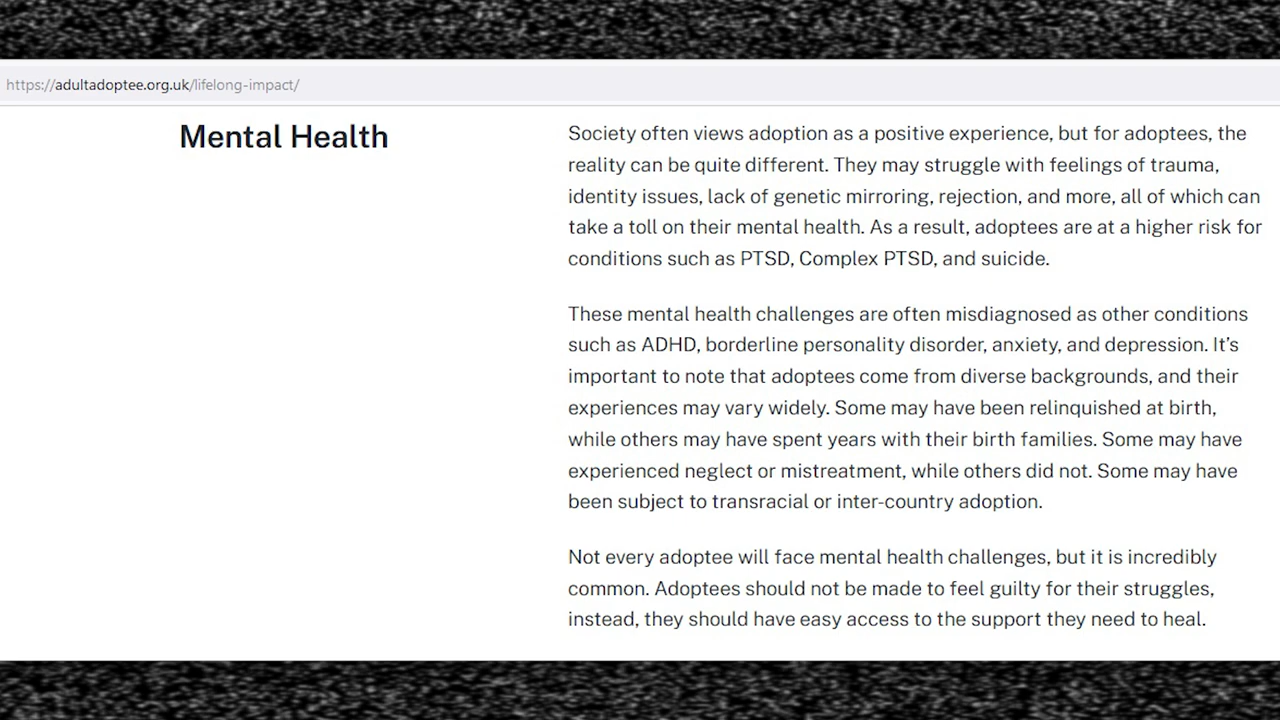 https://adultadoptee.org.uk/lifelong-impact/
Mental Health
Society often views adoption as a positive experience, but for adoptees, the
reality can be quite different. They may struggle with feelings of trauma,
identity issues, lack of genetic mirroring, rejection, and more, all of which can
take a toll on their mental health. As a result, adoptees are at a higher risk for
conditions such as PTSD, Complex PTSD, and suicide.
These mental health challenges are often misdiagnosed as other conditions
such as ADHD, borderline personality disorder, anxiety, and depression. It’s
important to note that adoptees come from diverse backgrounds, and their
experiences may vary widely. Some may have been relinquished at birth,
while others may have spent years with their birth families. Some may have
experienced neglect or mistreatment, while others did not. Some may have
been subject to transracial or inter-country adoption.
Not every adoptee will face mental health challenges, but it is incredibly
common. Adoptees should not be made to feel guilty for their struggles,
instead, they should have easy access to the support they need to heal.